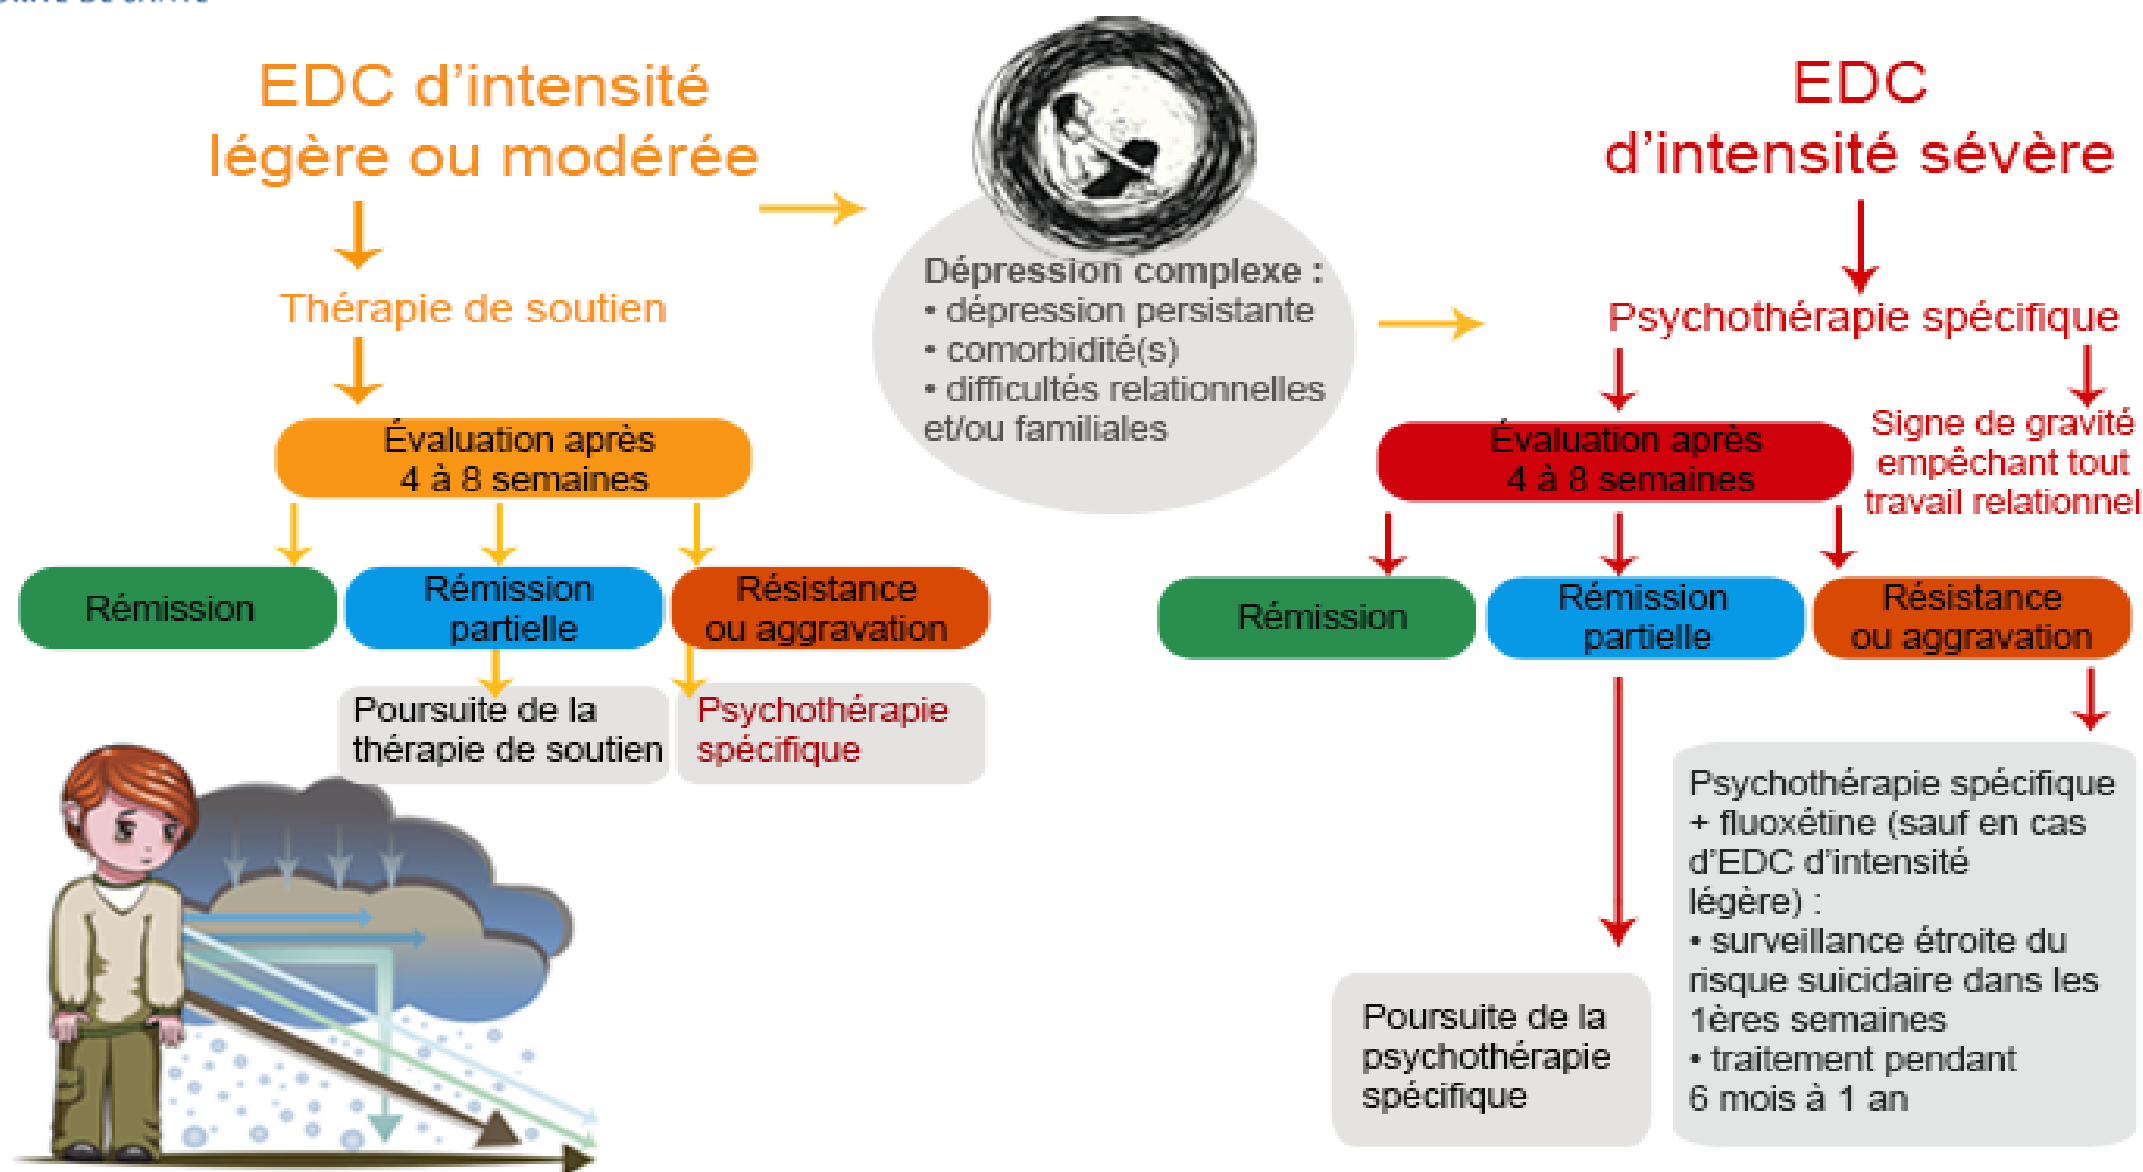 EDC d'intensité
légère ou modérée
Thérapie de soutien
Évaluation après
4 à 8 semaines
Rémission
Rémission
partielle
Résistance
ou aggravation
Poursuite de la
thérapie de soutien
Psychothérapie
spécifique
Dépression complexe :
• dépression persistante
• comorbidité(s)
• difficultés relationnelles
et/ou familiales
EDC
d'intensité sévère
Psychothérapie spécifique
Évaluation après
4 à 8 semaines
Signe de gravité
empêchant tout
travail relationnel
Rémission
Rémission
partielle
Résistance
ou aggravation
Poursuite de la
psychothérapie
spécifique
Psychothérapie spécifique
+ fluoxétine (sauf en cas
d'EDC d'intensité
légère) :
• surveillance étroite du
risque suicidaire dans les
1ères semaines
• traitement pendant
6 mois à 1 an